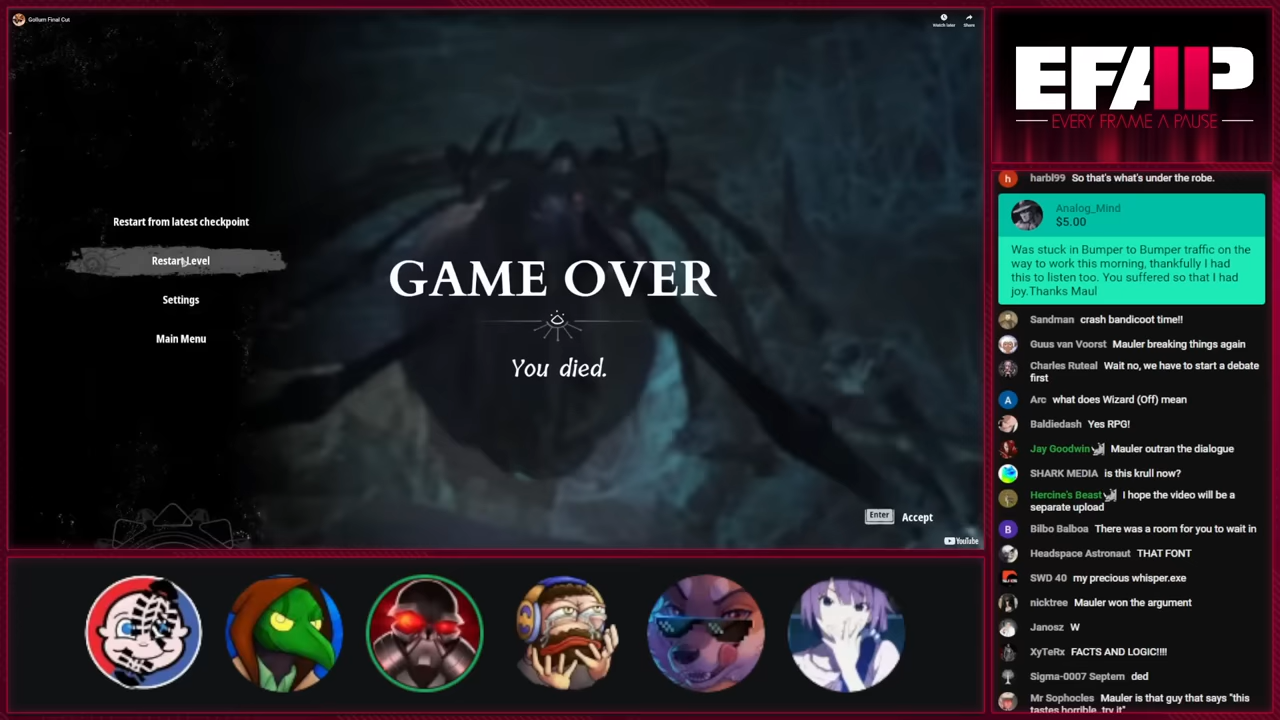 Gollum Final Cut
Watch later
Share
Restart from latest checkpoint
Restart Level
Settings
Main Menu
GAME OVER
You died.
Enter Accept
YouTube
EFAP
EVERY FRAME A PAUSE
h harbl99 So that's what's under the robe.
Analog_Mind
$5.00
Was stuck in Bumper to Bumper traffic on the
way to work this morning, thankfully I had
this to listen too. You suffered so that I had
joy.Thanks Maul
Sandman crash bandicoot time!!
Guus van Voorst Mauler breaking things again
Charles Ruteal Wait no, we have to start a debate
first
A Arc what does Wizard (Off) mean
Baldiedash Yes RPG!
Jay Goodwin Mauler outran the dialogue
SHARK MEDIA is this krull now?
Hercine's Beast I hope the video will be a
separate upload
B Bilbo Balboa There was a room for you to wait in
Headspace Astronaut THAT FONT
SWD 40 my precious whisper.exe
nicktree Mauler won the argument
Janosz W
XyTeRx FACTS AND LOGIC!!!!
Sigma-0007 Septem ded
Mr Sophocles Mauler is that guy that says "this
tastes horrible, try it"